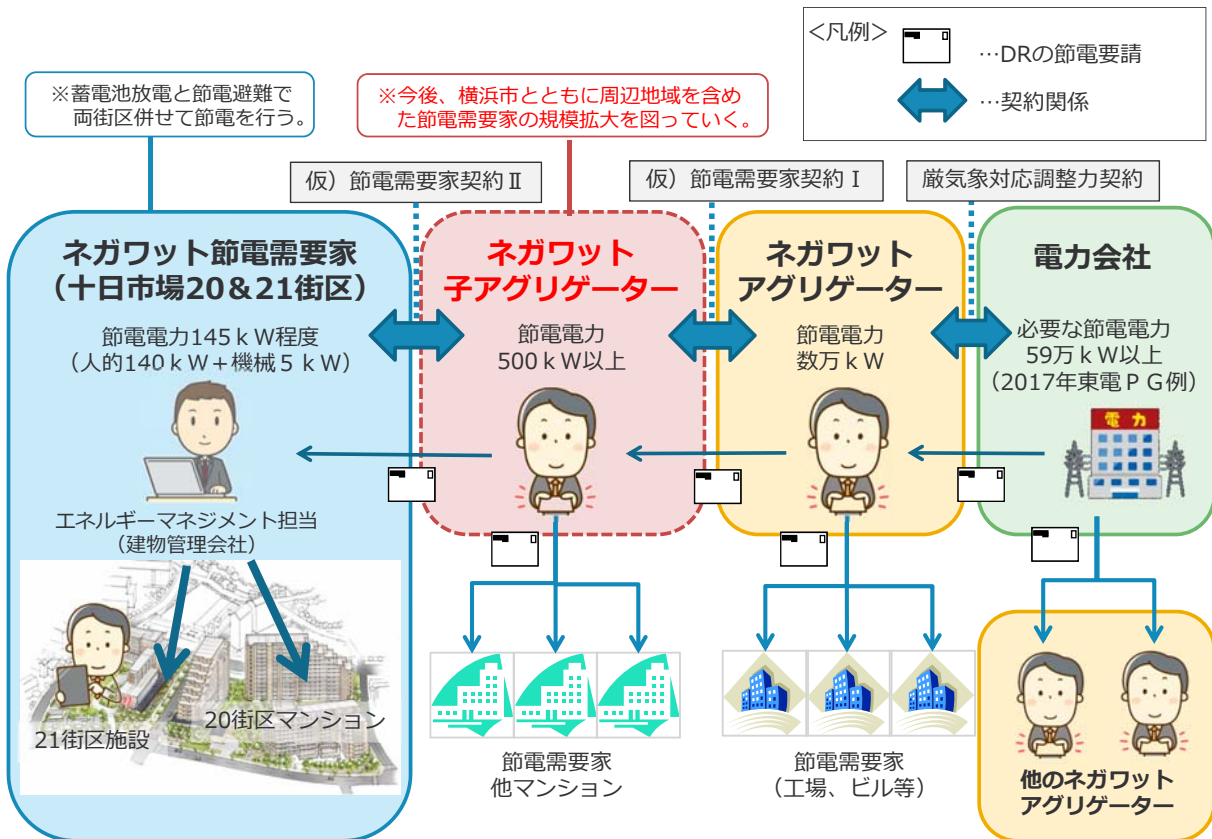 <凡例>
…DRの節電要請
…契約関係
※蓄電池放電と節電避難で
両街区併せて節電を行う。
※今後、横浜市とともに周辺地域を含め
た節電需要家の規模拡大を図っていく。
仮）節電需要家契約Ⅱ
仮）節電需要家契約Ⅰ
厳気象対応調整力契約
ネガワット節電需要家
（十日市場20＆21街区）
節電電力145ｋW程度
（人的140ｋW＋機械５ｋW）
エネルギーマネジメント担当
（建物管理会社）
21街区施設
20街区マンション
ネガワット
子アグリゲーター
節電電力
500ｋW以上
節電需要家
他マンション
ネガワット
アグリゲーター
節電電力
数万ｋW
節電需要家
（工場、ビル等）
電力会社
必要な節電電力
59万ｋW以上
（2017年東電ＰＧ例）
電力
他のネガワット
アグリゲーター